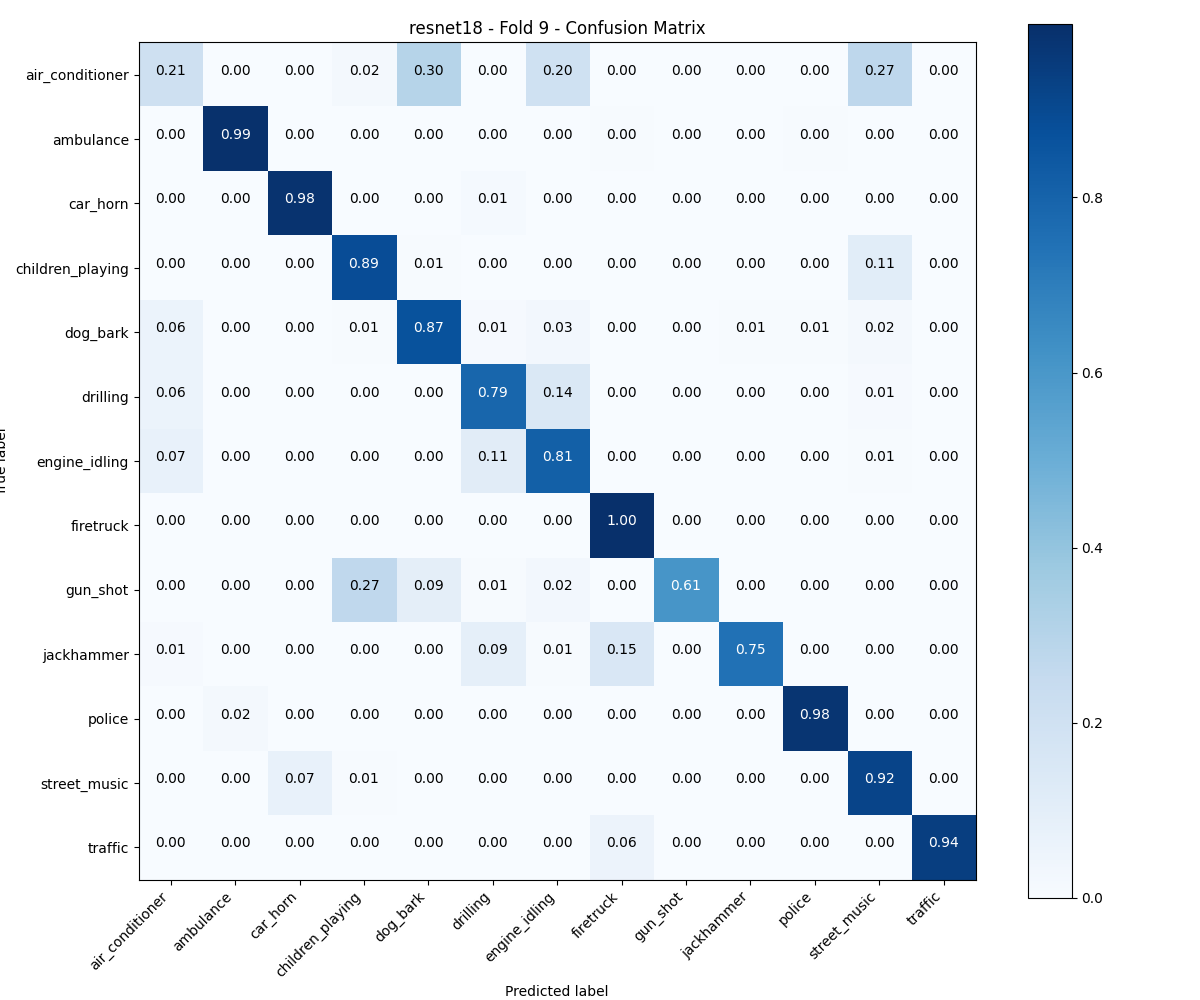 resnet18 - Fold 9 - Confusion Matrix
air_conditioner 0.21 0.00 0.00 0.02 0.30 0.00 0.20 0.00 0.00 0.00 0.00 0.27 0.00
ambulance 0.00 0.99 0.00 0.00 0.00 0.00 0.00 0.00 0.00 0.00 0.00 0.00 0.00
car_horn 0.00 0.00 0.98 0.00 0.00 0.01 0.00 0.00 0.00 0.00 0.00 0.00 0.00
0.8
children_playing 0.00 0.00 0.00 0.89 0.01 0.00 0.00 0.00 0.00 0.00 0.00 0.11 0.00
dog_bark 0.06 0.00 0.00 0.01 0.87 0.01 0.03 0.00 0.00 0.01 0.01 0.02 0.00
0.6
drilling 0.06 0.00 0.00 0.00 0.00 0.79 0.14 0.00 0.00 0.00 0.00 0.01 0.00
engine_idling 0.07 0.00 0.00 0.00 0.00 0.11 0.81 0.00 0.00 0.00 0.00 0.01 0.00
label
firetruck 0.00 0.00 0.00 0.00 0.00 0.00 0.00 1.00 0.00 0.00 0.00 0.00 0.00
0.4
gun_shot 0.00 0.00 0.00 0.27 0.09 0.01 0.02 0.00 0.61 0.00 0.00 0.00 0.00
jackhammer 0.01 0.00 0.00 0.00 0.00 0.09 0.01 0.15 0.00 0.75 0.00 0.00 0.00
police 0.00 0.02 0.00 0.00 0.00 0.00 0.00 0.00 0.00 0.00 0.98 0.00 0.00
0.2
street_music 0.00 0.00 0.07 0.01 0.00 0.00 0.00 0.00 0.00 0.00 0.00 0.92 0.00
traffic 0.00 0.00 0.00 0.00 0.00 0.00 0.00 0.06 0.00 0.00 0.00 0.00 0.94
0.0
air_conditioner ambulance car_horn children_playing dog_bark drilling engine_idling firetruck gun_shot jackhammer police street_music traffic
Predicted label